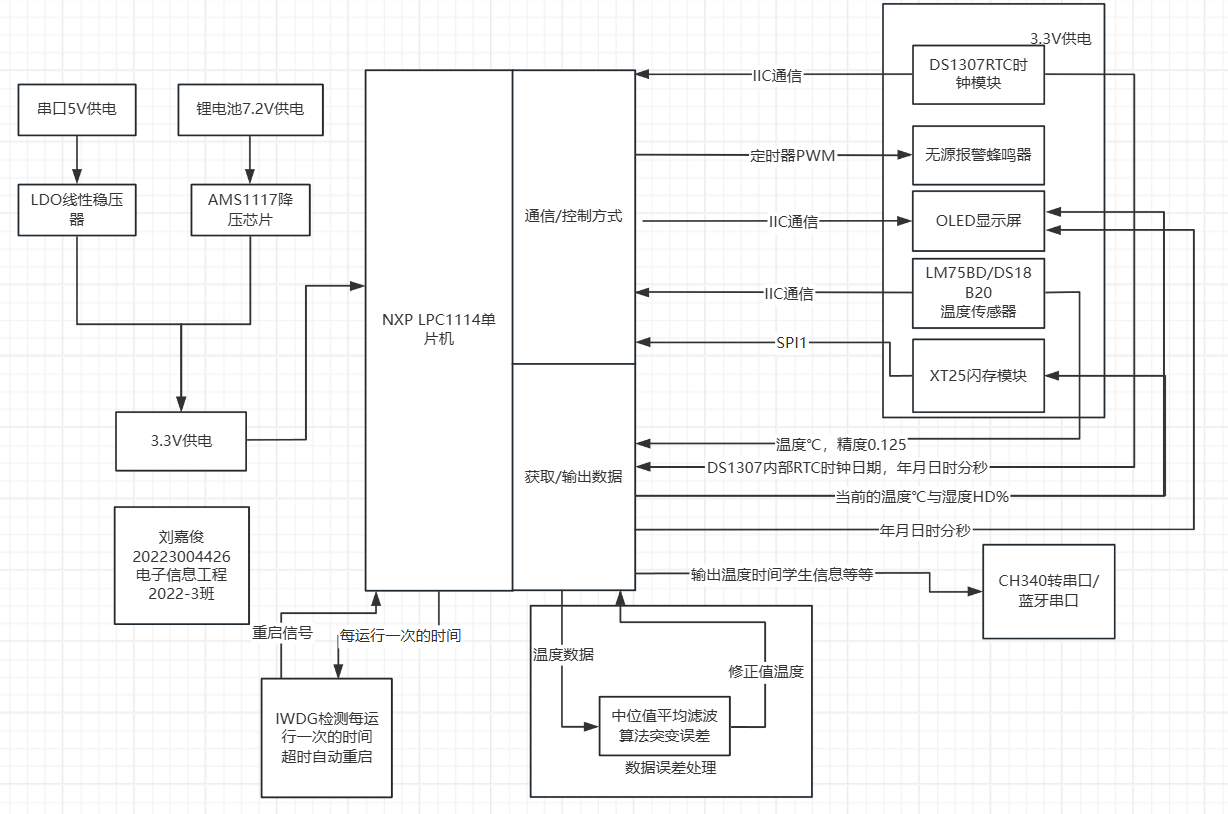 3.3V供电
DS1307RTC时
钟模块
IIC通信
串口5V供电
锂电池7.2V供电
定时器PWM
无源报警蜂鸣器
LDO线性稳压
器
AMS1117降
压芯片
通信/控制方式
IIC通信
OLED显示屏
LM75BD/DS18
B20
温度传感器
IIC通信
NXP LPC1114单
片机
SPI1
XT25闪存模块
3.3V供电
温度℃，精度0.125
DS1307内部RTC时钟日期，年月日时分秒
获取/输出数据
当前的温度℃与湿度HD%
年月日时分秒
刘嘉俊
20223004426
电子信息工程
2022-3班
输出温度时间学生信息等等
CH340转串口/
蓝牙串口
重启信号
每运行一次的时间
温度数据
修正值温度
IWDG检测每运
行一次的时间
超时自动重启
中位值平均滤波
算法突变误差
数据误差处理